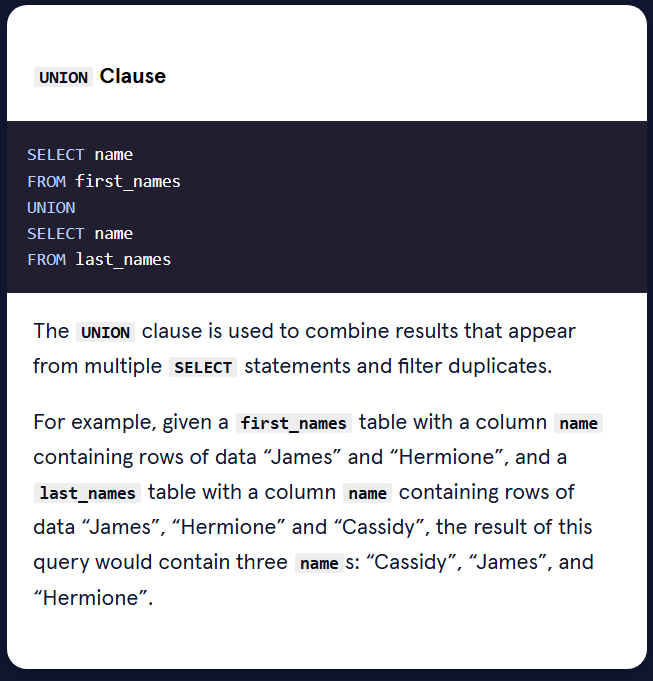 UNION Clause
SELECT name
FROM first_names
UNION
SELECT name
FROM last_names
The UNION clause is used to combine results that appear
from multiple SELECT statements and filter duplicates.
For example, given a first_names table with a column name
containing rows of data “James” and “Hermione”, and a
last_names table with a column name containing rows of
data “James”, “Hermione” and “Cassidy”, the result of this
query would contain three names: “Cassidy”, “James”, and
“Hermione”.